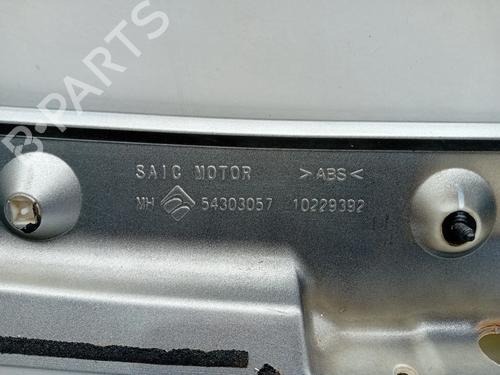 B-PARTS
SAIC MOTOR >ABS<
MH 54303057 10229392